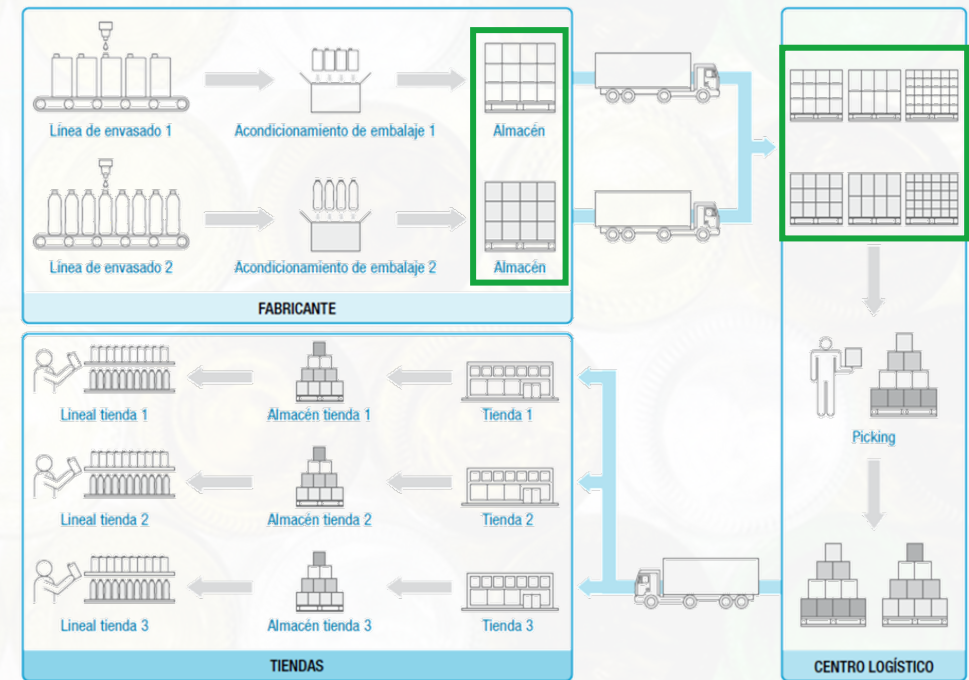 Línea de envasado 1
Acondicionamiento de embalaje 1
Almacén
Línea de envasado 2
Acondicionamiento de embalaje 2
Almacén
FABRICANTE
Picking
CENTRO LOGÍSTICO
Lineal tienda 1
Almacén tienda 1
Tienda 1
Lineal tienda 2
Almacén tienda 2
Tienda 2
Lineal tienda 3
Almacén tienda 3
Tienda 3
TIENDAS